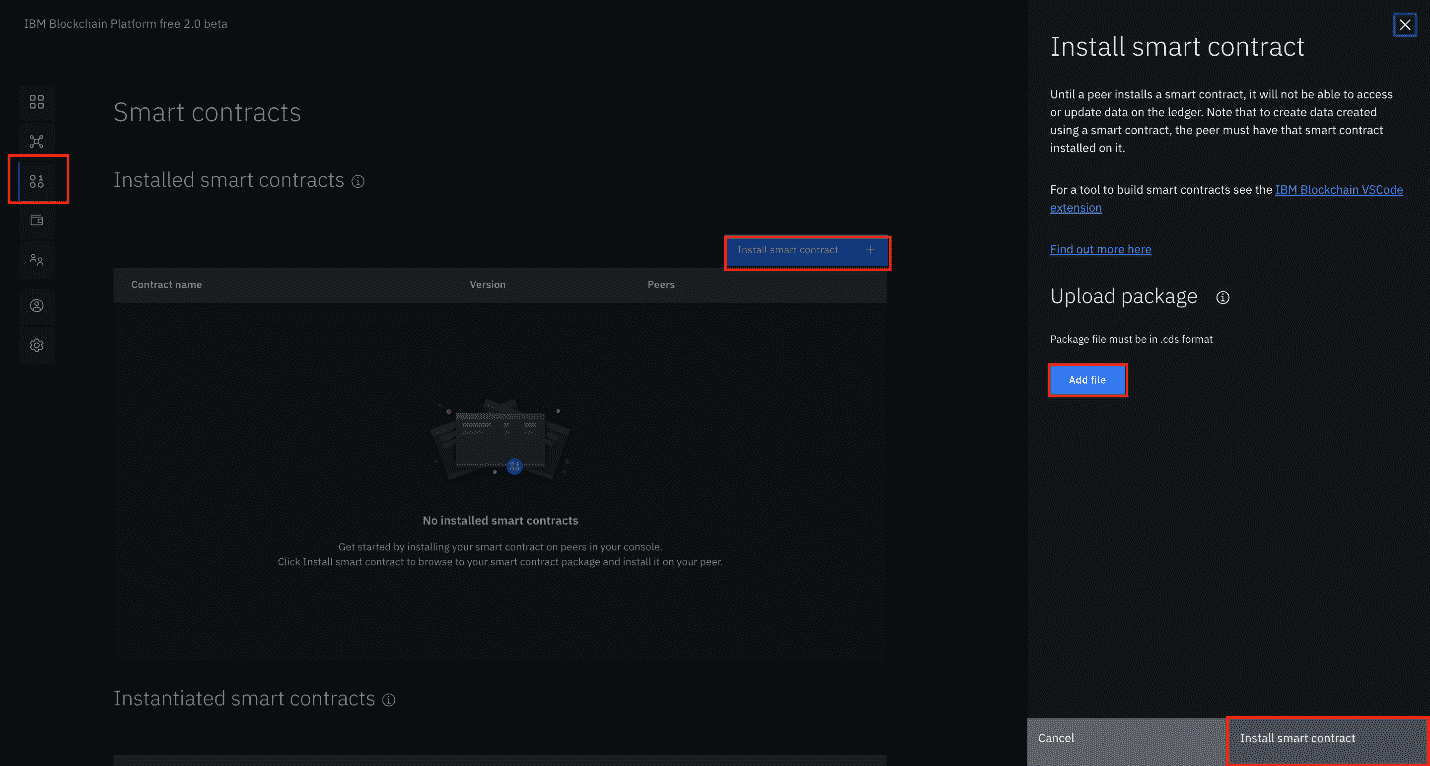 IBM Blockchain Platform free 2.0 beta
Smart contracts
Installed smart contracts
Install smart contract
Contract name Version Peers
No installed smart contracts
Get started by installing your smart contract on peers in your console.
Click Install smart contract to browse to your smart contract package and install it on your peer.
Instantiated smart contracts
Install smart contract
Until a peer installs a smart contract, it will not be able to access
or update data on the ledger. Note that to create data created
using a smart contract, the peer must have that smart contract
installed on it.
For a tool to build smart contracts see the IBM Blockchain VSCode
extension
Find out more here
Upload package
Package file must be in .cds format
Add file
Cancel
Install smart contract